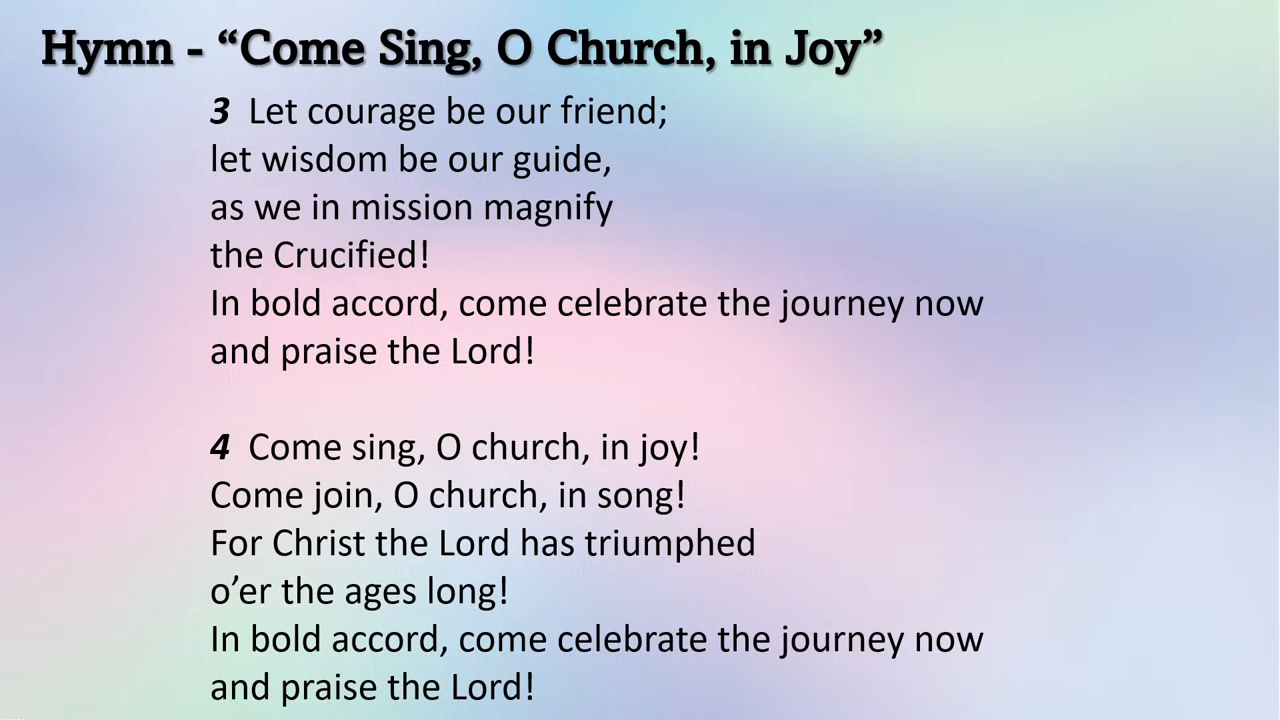 Hymn - “Come Sing, O Church, in Joy”
3 Let courage be our friend;
let wisdom be our guide,
as we in mission magnify
the Crucified!
In bold accord, come celebrate the journey now
and praise the Lord!
4 Come sing, O church, in joy!
Come join, O church, in song!
For Christ the Lord has triumphed
o’er the ages long!
In bold accord, come celebrate the journey now
and praise the Lord!